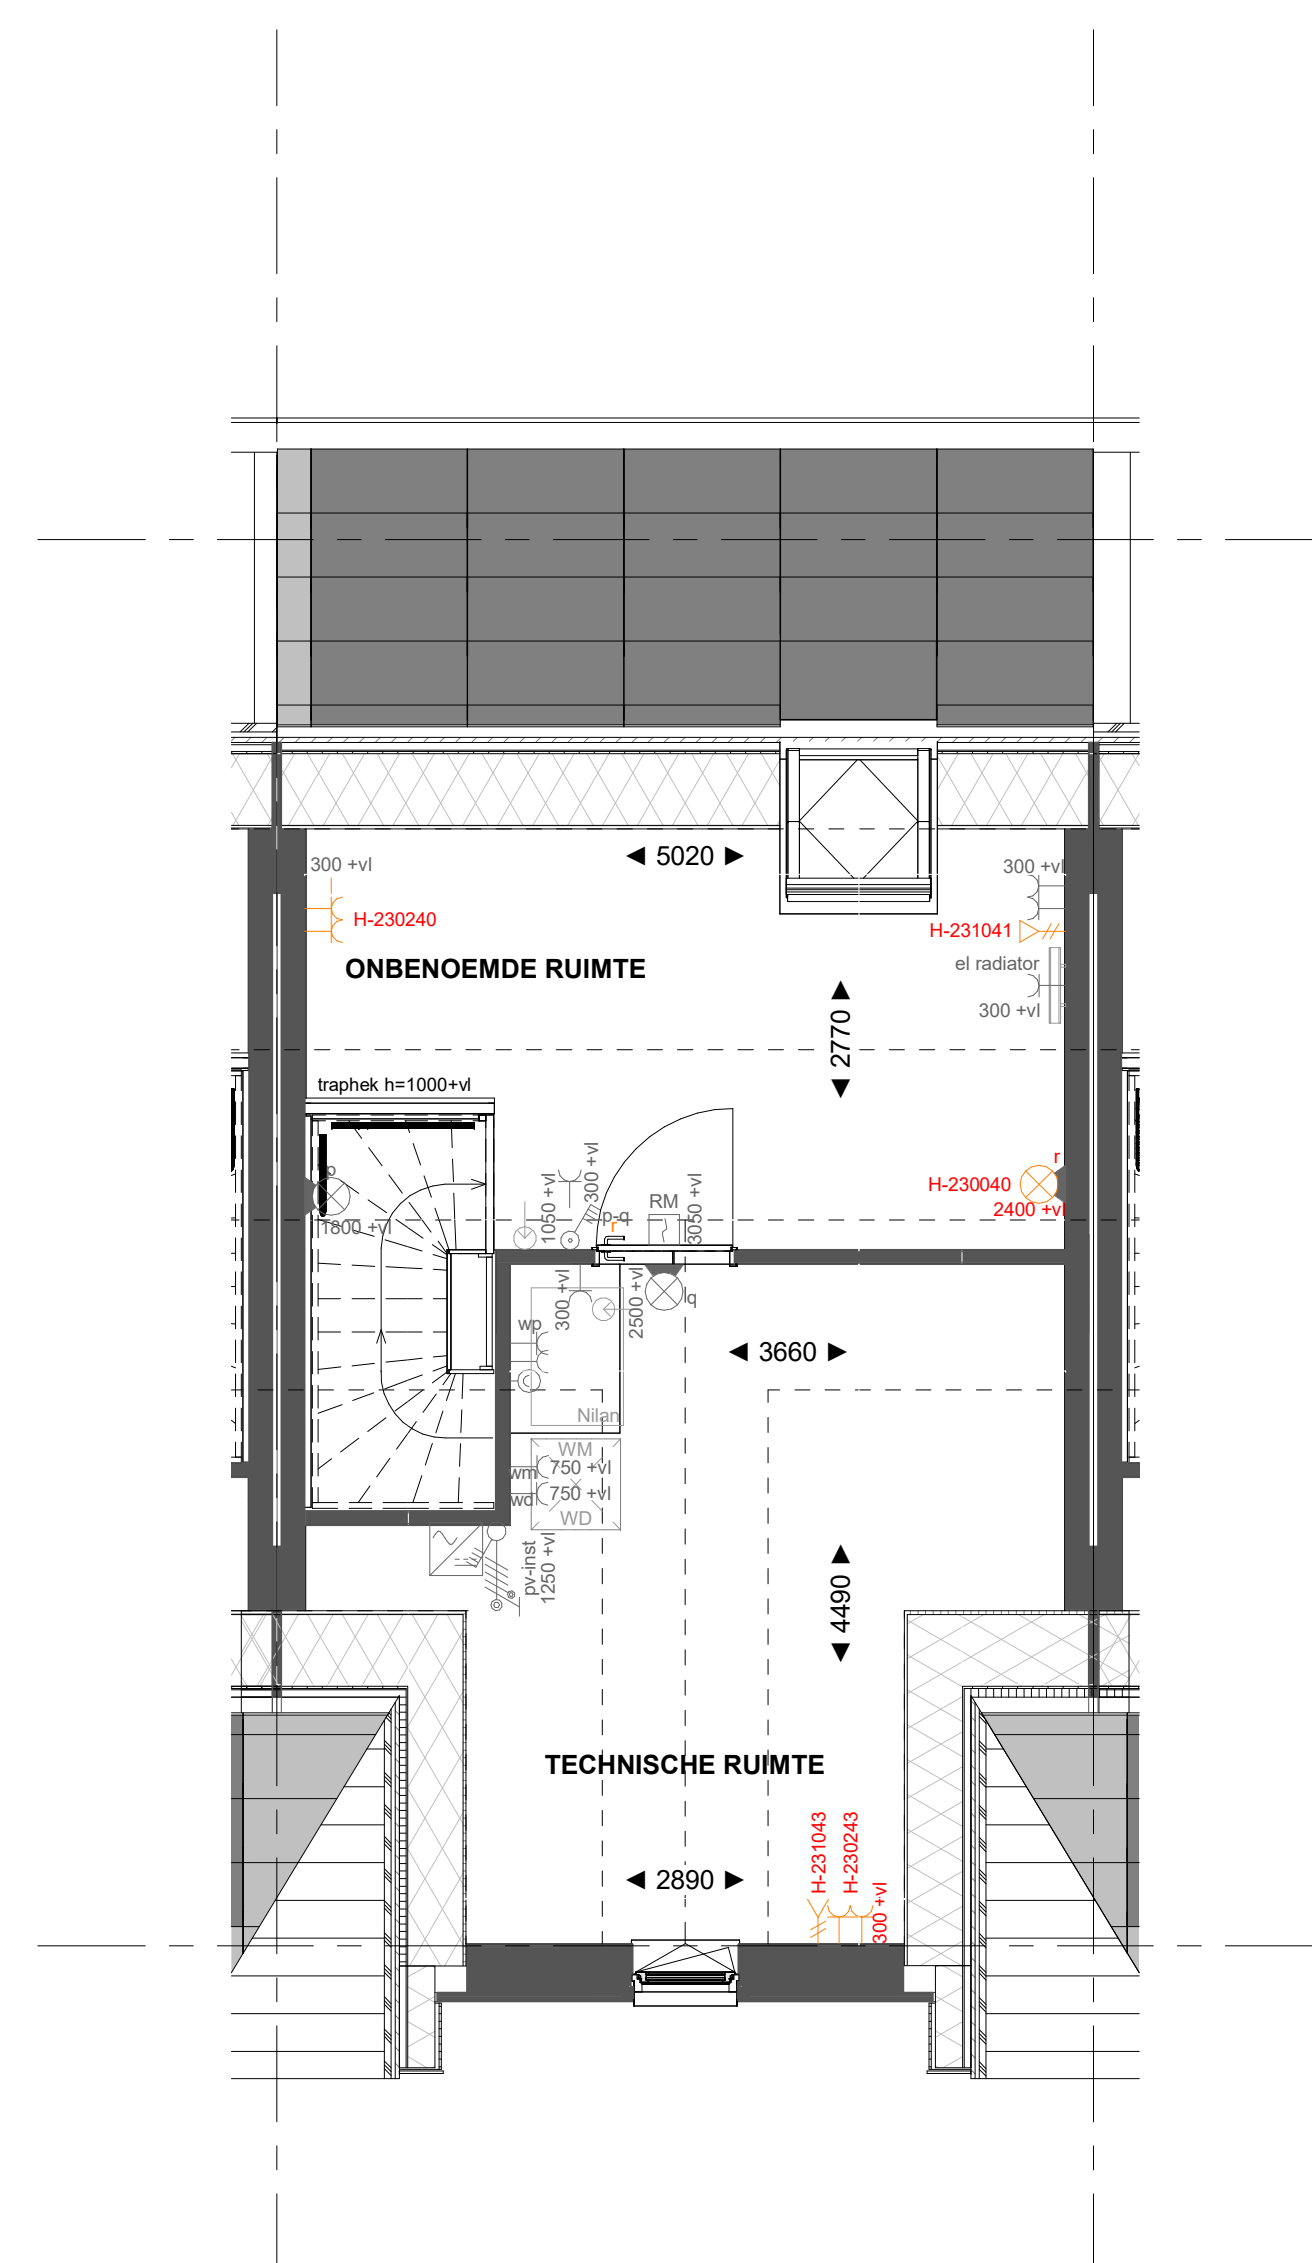 ◄ 5020 ►
300 +vl
H-230240
300 +vl
H-231041
ONBENOEMDE RUIMTE
el radiator
300 +vl
◄ 2770 ►
traphek h=1000+vl
p
1800 +vl
1050 +vl
300 +vl
p-q
r
RM
3050 +vl
r
H-230040
2400 +vl
300 +vl
2500 +vl
q
wp
◄ 3660 ►
Nilan
WM
wm
750 +vl
wd
750 +vl
WD
pv-inst
1250 +vl
◄ 4490 ►
TECHNISCHE RUIMTE
H-231043
H-230243
300 +vl
◄ 2890 ►